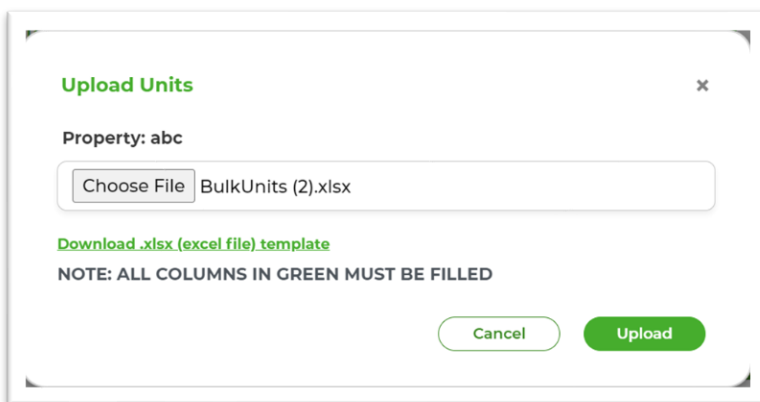 Upload Units
×
Property: abc
Choose File BulkUnits (2).xlsx
Download .xlsx (excel file) template
NOTE: ALL COLUMNS IN GREEN MUST BE FILLED
Cancel Upload